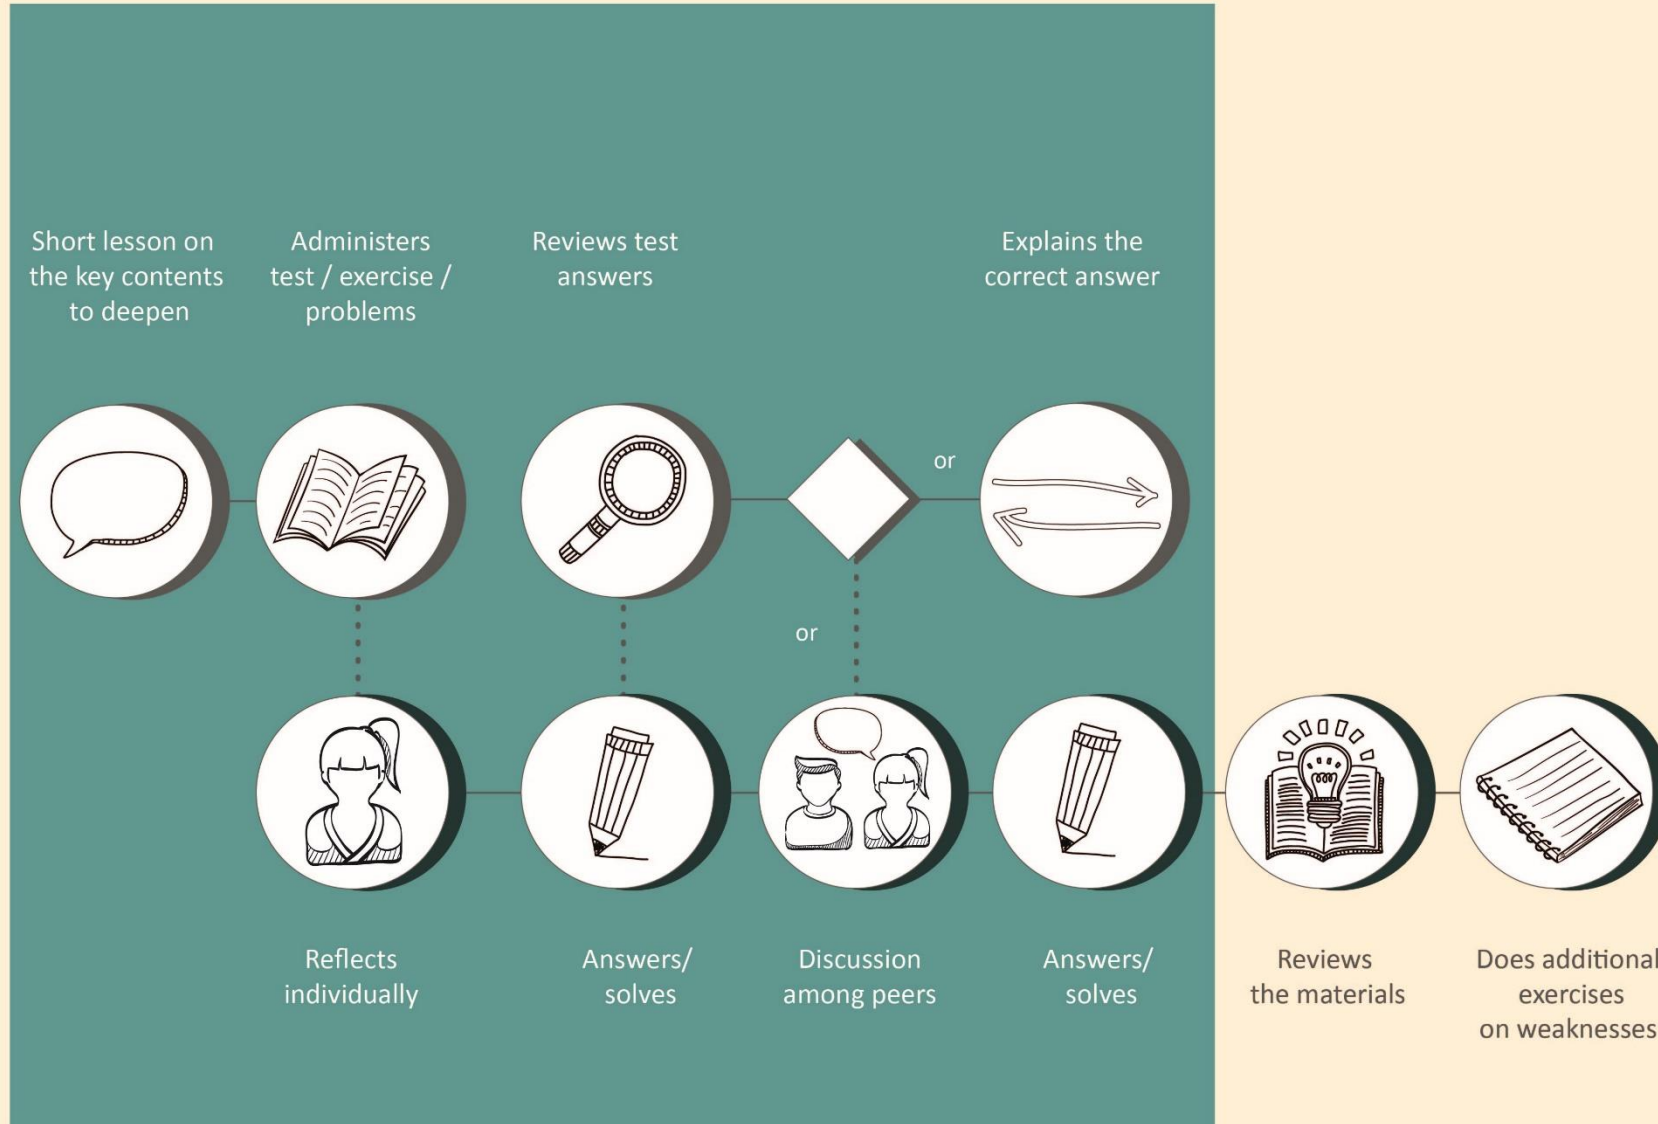 Short lesson on
the key contents
to deepen
Administers
test / exercise /
problems
Reviews test
answers
Explains the
correct answer
or
or
Reflects
individually
Answers/
solves
Discussion
among peers
Answers/
solves
Reviews
the materials
Does additional
exercises
on weaknesses